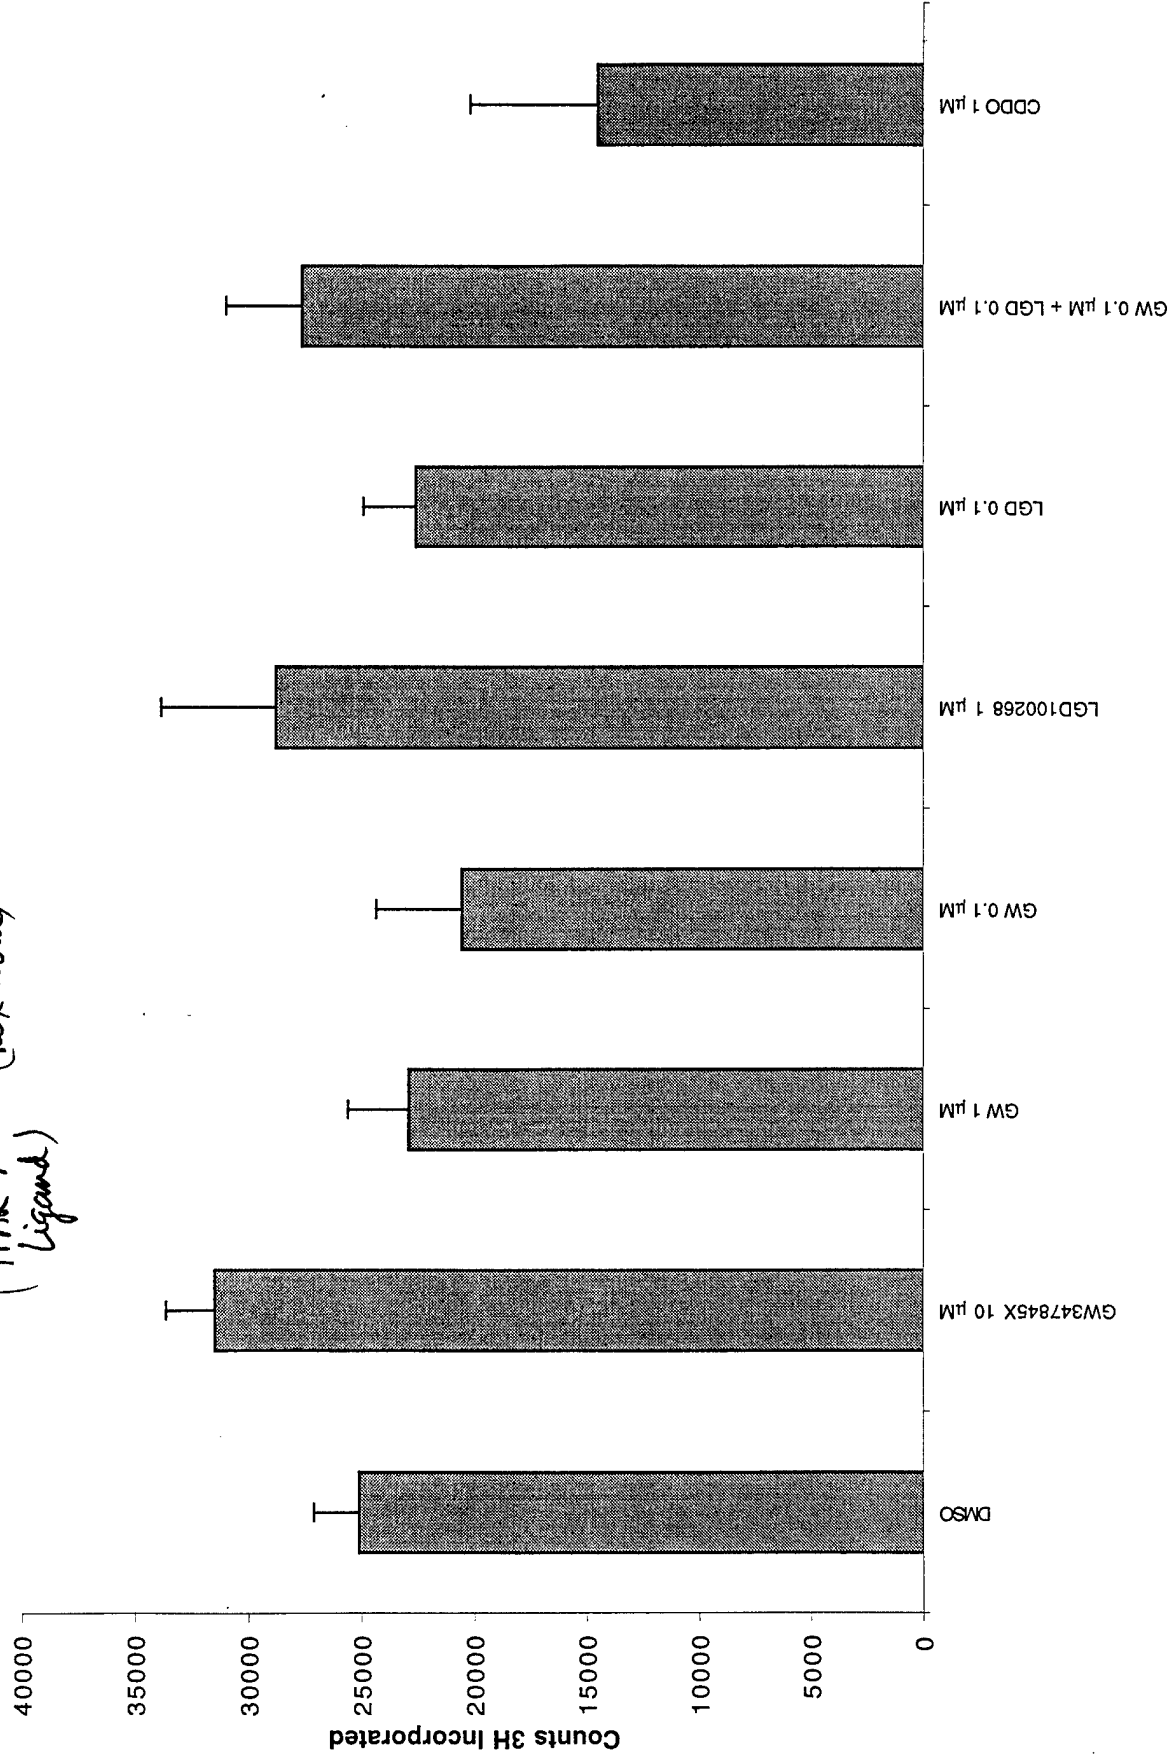 Ligand)
40000
35000
30000
25000
20000
15000
10000
5000
0
Counts 3H Incorporated
DMSO
GW347845X 10 µM
GW 1 µM
GW 0.1 µM
LGD100268 1 µM
LGD 0.1 µM
GW 0.1 µM + LGD 0.1 µM
CDDO 1 µM